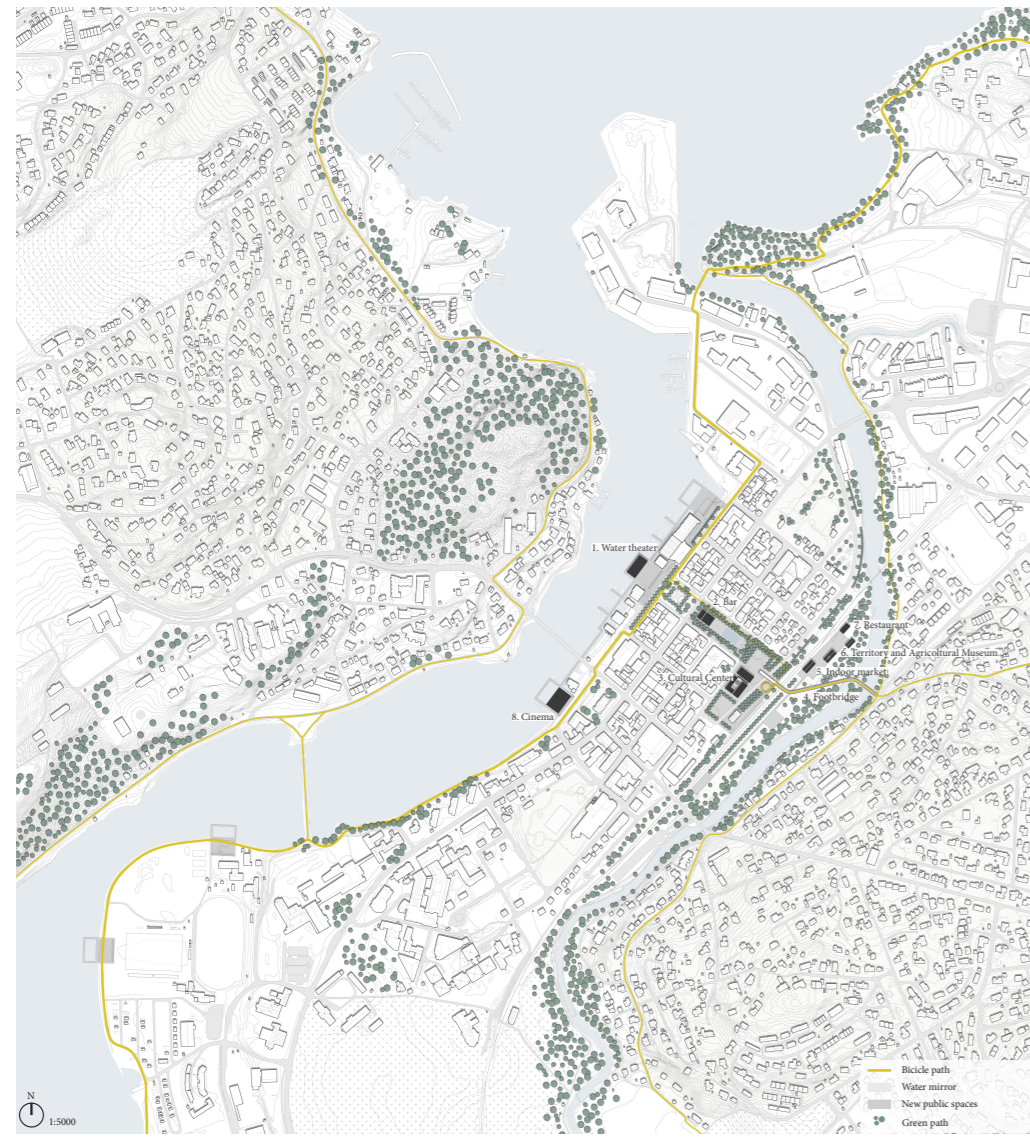 1. Water theater
2. Bar
7. Restaurant
6. Territory and Agricultural Museum
5. Indoor market
3. Cultural Center
4. Footbridge
8. Cinema
N
1:5000
Bicicle path
Water mirror
New public spaces
Green path